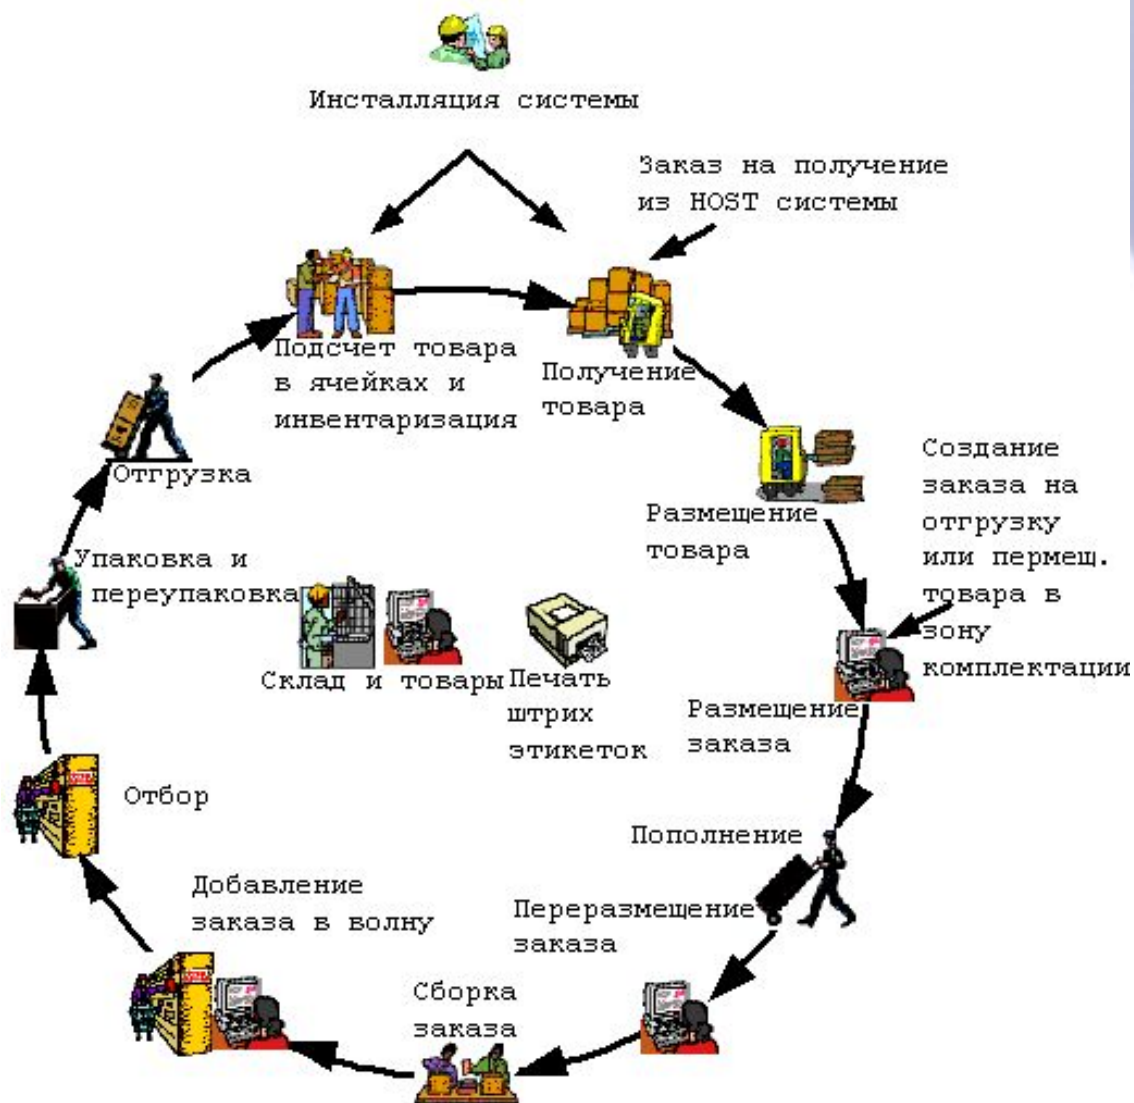 Инсталляция системы
Заказ на получение
из HOST системы
Подсчет товара
в ячейках и
инвентаризация
Получение
товара
Отгрузка
Создание
заказа на
отгрузку
или пермещ.
товара в
зону
комплектации
Размещение
товара
Упаковка и
переупаковка
Склад и товары
Печать
штрих
этикеток
Размещение
заказа
Отбор
Пополнение
Добавление
заказа в волну
Переразмещение
заказа
Сборка
заказа